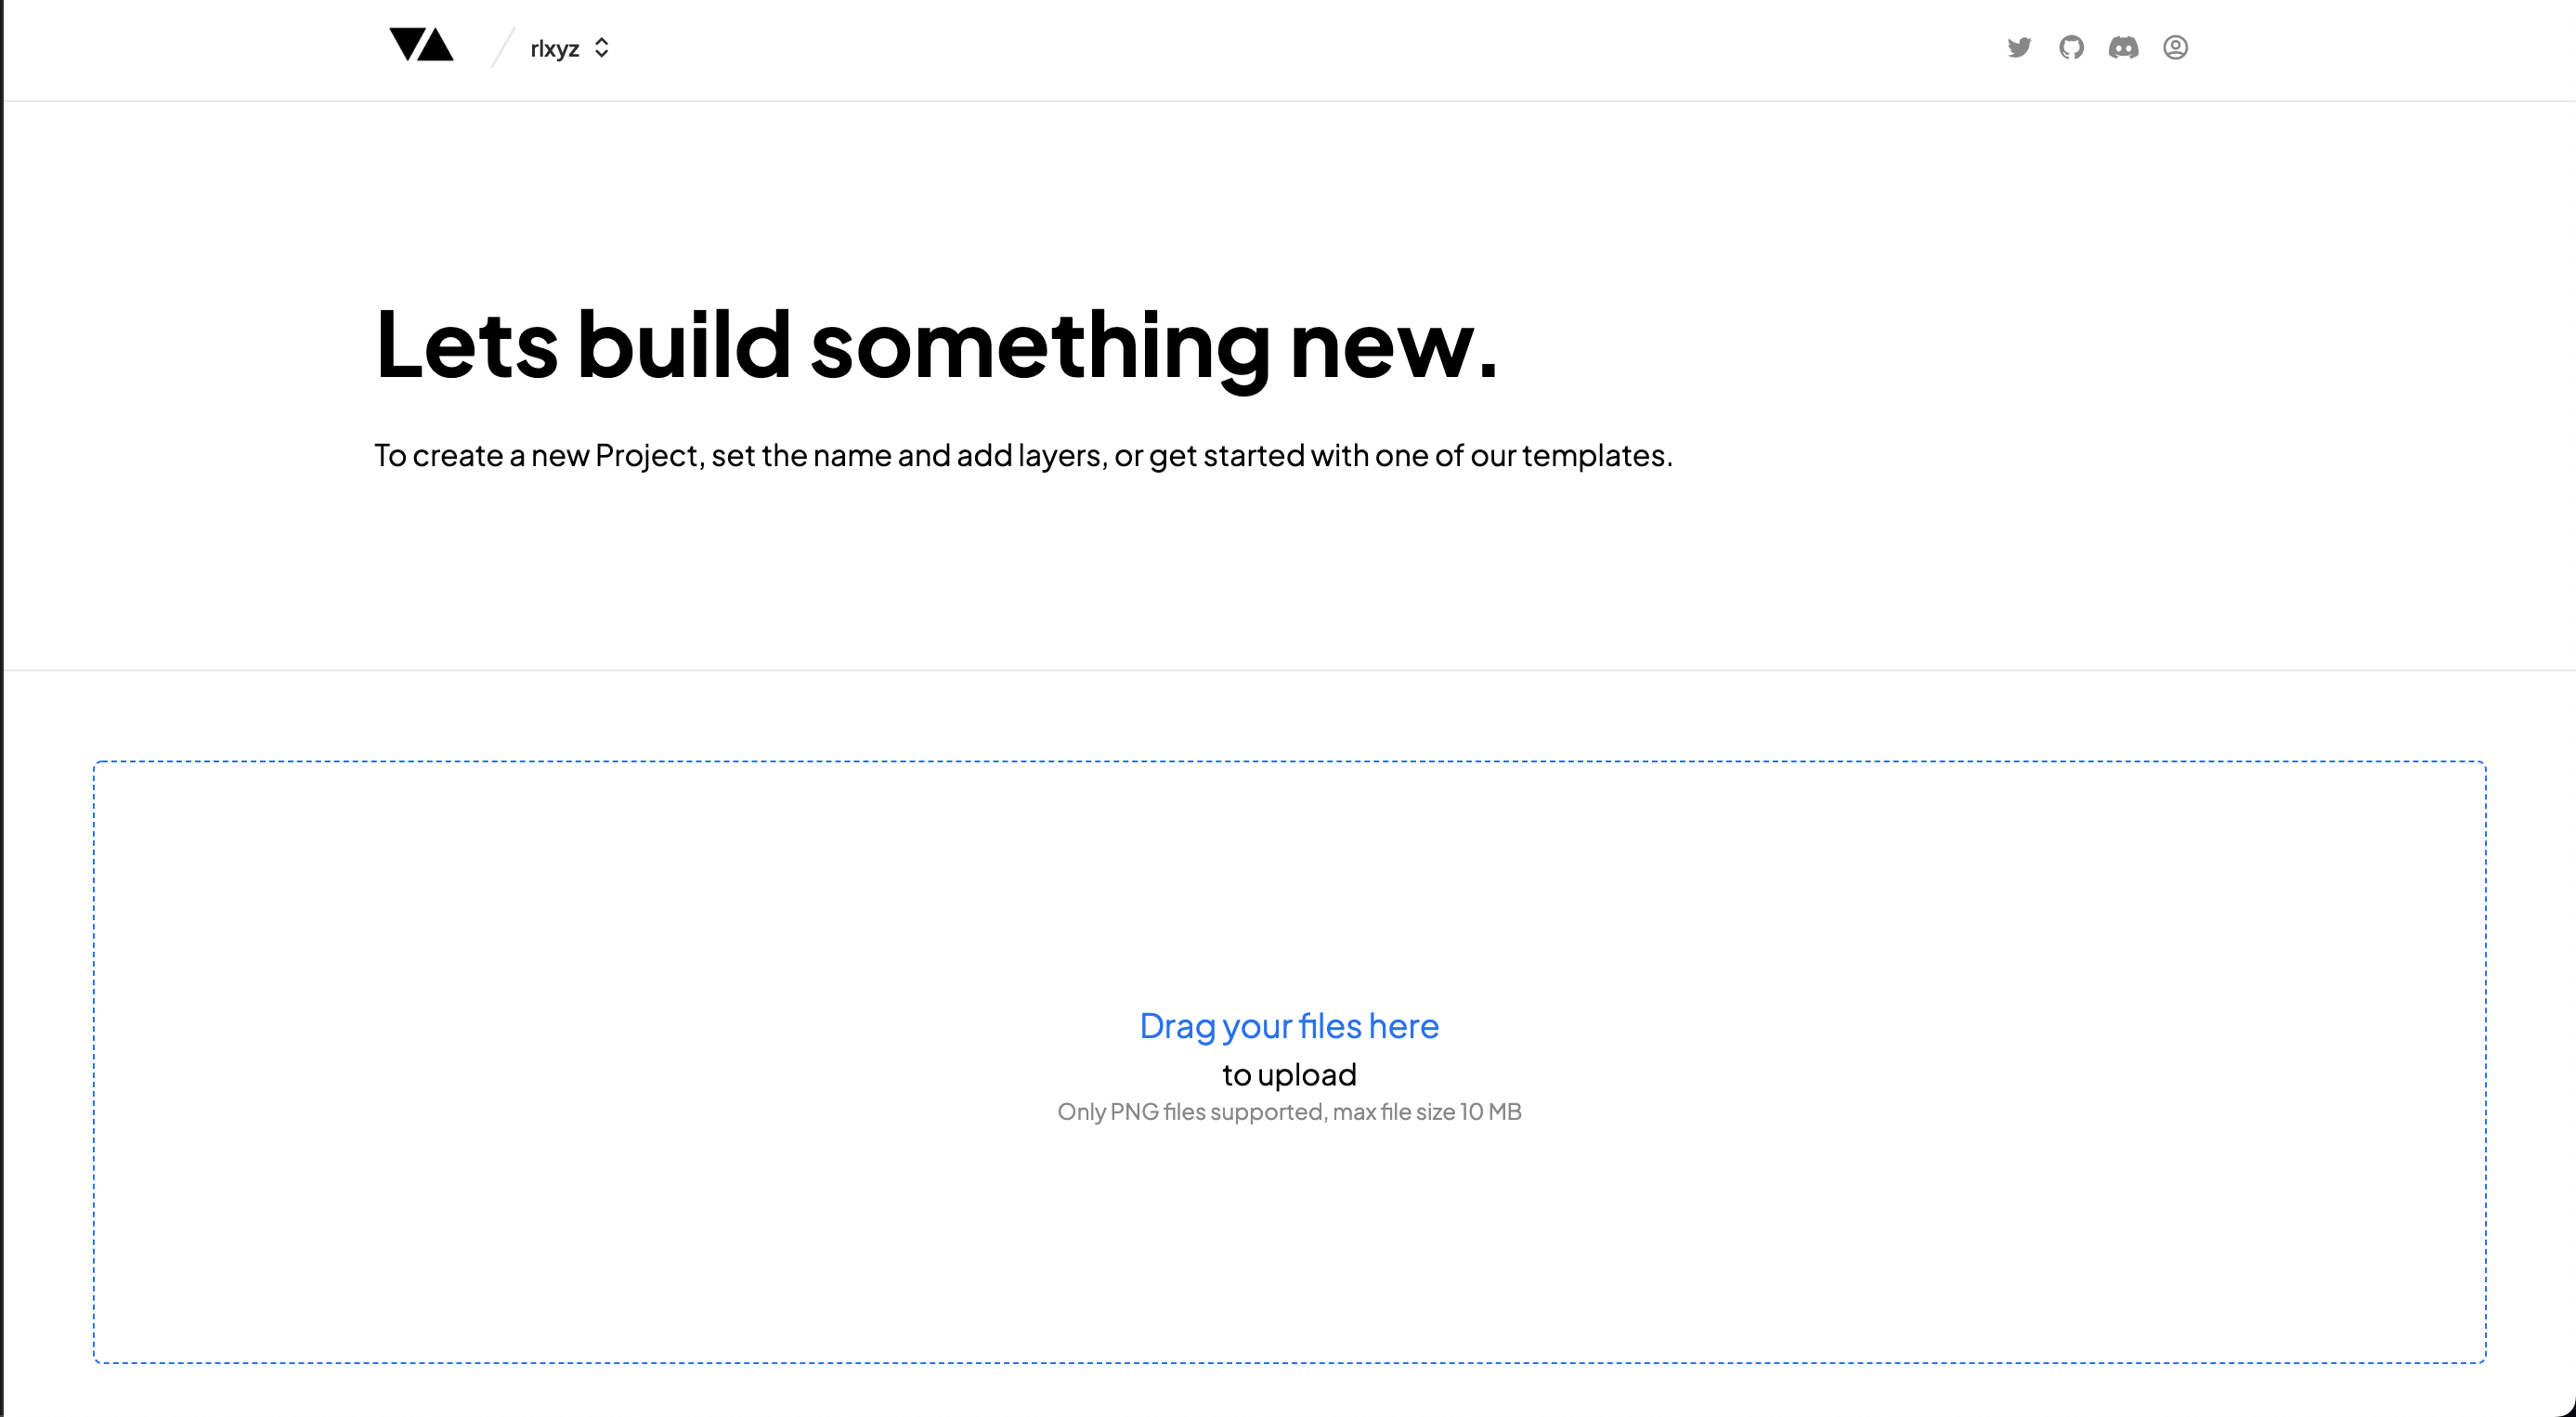 rlxyz
Lets build something new.
To create a new Project, set the name and add layers, or get started with one of our templates.
Drag your files here
to upload
Only PNG files supported, max file size 10 MB